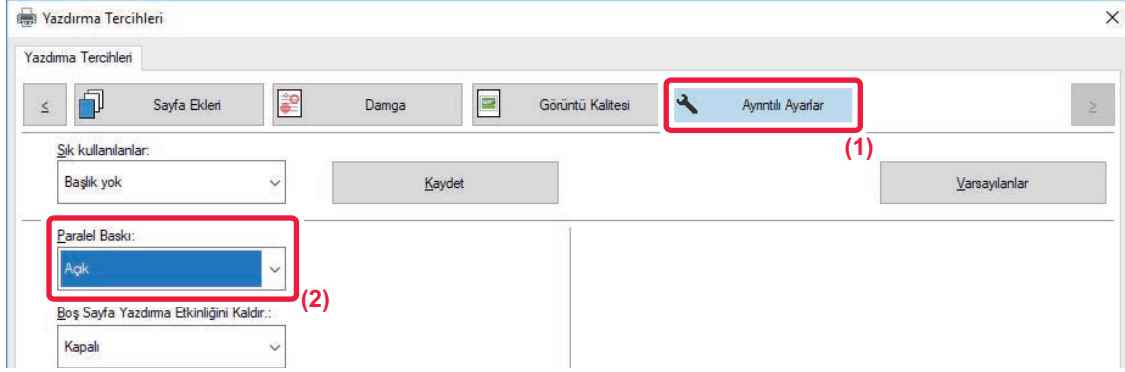 Yazdırma Tercihleri
Yazdırma Tercihleri
< Sayfa Ekleri Damga Görüntü Kalitesi Ayrıntılı Ayarlar >
(1)
Sık kullanılanlar:
Başlık yok Kaydet Varsayılanlar
Paralel Baskı:
Açık
(2)
Boş Sayfa Yazdırma Etkinliğini Kaldır.:
Kapalı